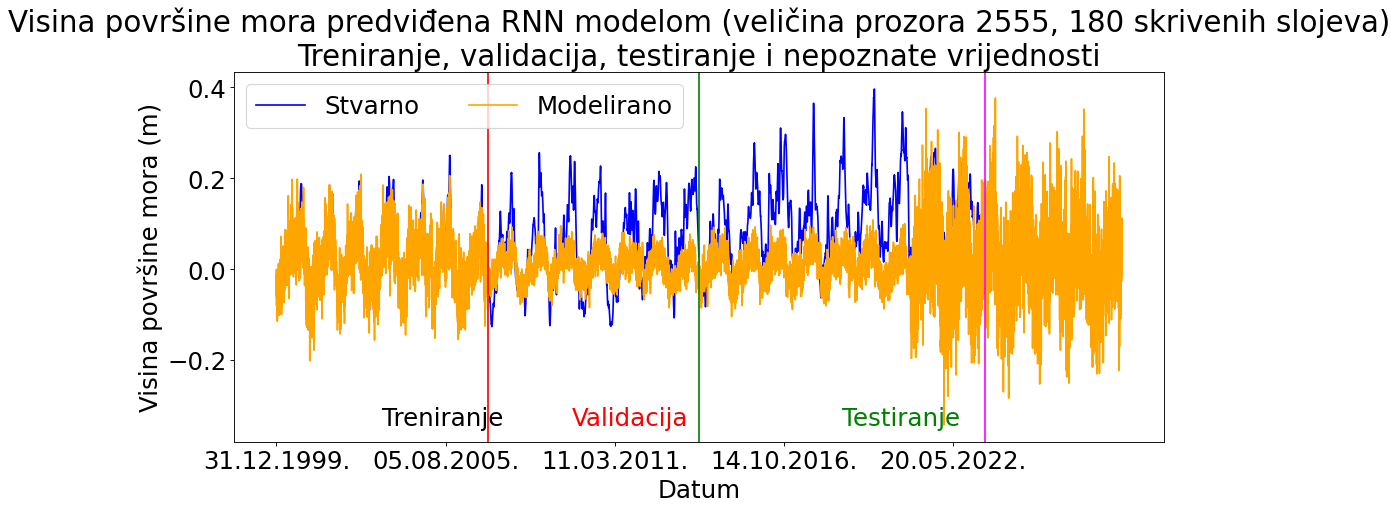 Visina površine mora predviđena RNN modelom (veličina prozora 2555, 180 skrivenih slojeva)
Treniranje, validacija, testiranje i nepoznate vrijednosti
Stvarno Modelirano
Visina površine mora (m)
0.4
0.2
0.0
−0.2
Treniranje Validacija Testiranje
31.12.1999. 05.08.2005. 11.03.2011. 14.10.2016. 20.05.2022.
Datum